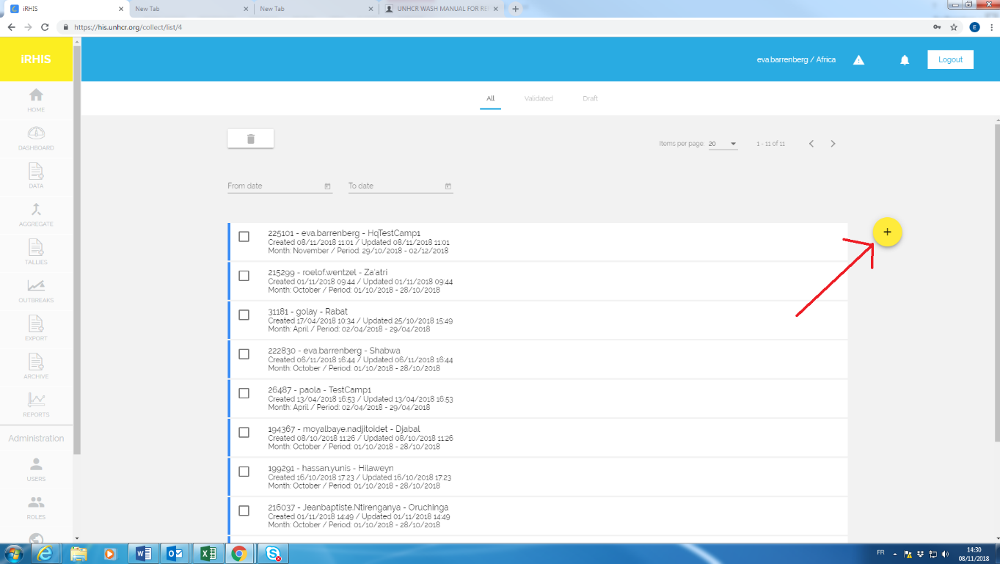 iRHIS
New Tab
New Tab
UNHCR WASH MANUAL FOR REF
https://his.unhcr.org/collect/list/4
E
iRHIS
eva.barrenberg / Africa
Logout
HOME
DASHBOARD
DATA
AGGREGATE
TALLIES
OUTBREAKS
EXPORT
ARCHIVE
REPORTS
Administration
USERS
ROLES
All
Validated
Draft
Items per page: 20
1 - 11 of 11
From date
To date
225101 - eva.barrenberg - HqTestCamp1
Created 08/11/2018 11:01 / Updated 08/11/2018 11:01
Month: November / Period: 29/10/2018 - 02/12/2018
215299 - roelof.wentzel - Za'atri
Created 01/11/2018 09:44 / Updated 01/11/2018 09:44
Month: October / Period: 01/10/2018 - 28/10/2018
31181 - golay - Rabat
Created 17/04/2018 10:34 / Updated 25/10/2018 15:49
Month: April / Period: 02/04/2018 - 29/04/2018
222830 - eva.barrenberg - Shabwa
Created 06/11/2018 16:44 / Updated 06/11/2018 16:44
Month: October / Period: 01/10/2018 - 28/10/2018
26487 - paola - TestCamp1
Created 13/04/2018 16:53 / Updated 13/04/2018 16:53
Month: April / Period: 02/04/2018 - 29/04/2018
194367 - moyalbaye.nadjitoidet - Djabal
Created 08/10/2018 11:26 / Updated 08/10/2018 11:26
Month: October / Period: 01/10/2018 - 28/10/2018
199291 - hassan.yunis - Hilaweyn
Created 16/10/2018 17:23 / Updated 16/10/2018 17:23
Month: October / Period: 01/10/2018 - 28/10/2018
216037 - Jeanbaptiste.Ntirenganya - Oruchinga
Created 01/11/2018 14:49 / Updated 01/11/2018 14:49
Month: October / Period: 01/10/2018 - 28/10/2018
+
FR
14:30
08/11/2018